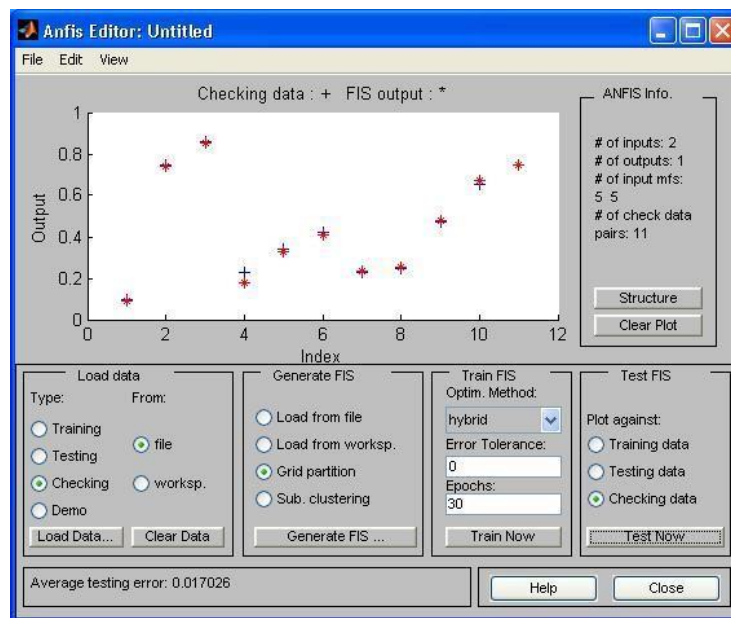 Anfis Editor: Untitled
File Edit View
Checking data : + FIS output : *
Output
1
0.8
0.6
0.4
0.2
0
0 2 4 6 8 10 12
Index
ANFIS Info.
# of inputs: 2
# of outputs: 1
# of input mfs:
5 5
# of check data
pairs: 11
Structure
Clear Plot
Load data
Type: From:
Training
Testing
Checking
Demo
file
worksp.
Load Data... Clear Data
Generate FIS
Load from file
Load from worksp.
Grid partition
Sub. clustering
Generate FIS ...
Train FIS
Optim. Method:
hybrid
Error Tolerance:
0
Epochs:
30
Train Now
Test FIS
Plot against:
Training data
Testing data
Checking data
Test Now
Average testing error: 0.017026
Help Close